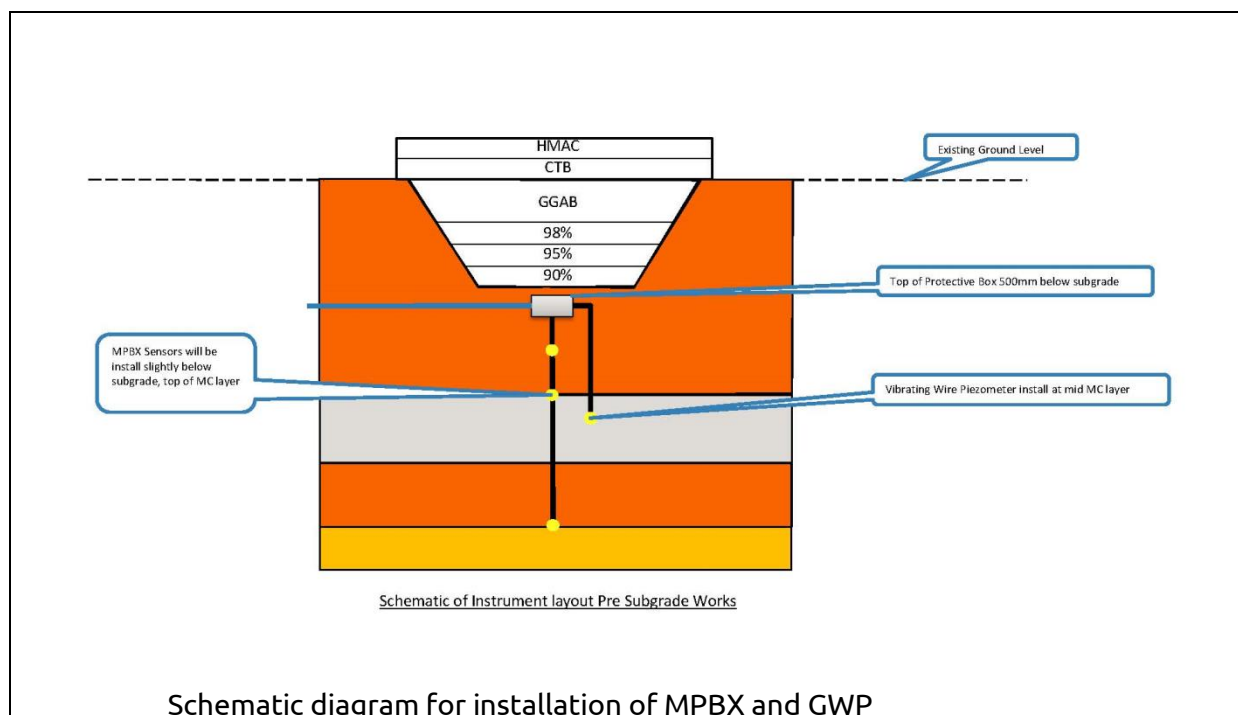 HMAC
CTB
Existing Ground Level
GGAB
98%
95%
90%
Top of Protective Box 500mm below subgrade
MPBX Sensors will be
install slightly below
subgrade, top of MC layer
Vibrating Wire Piezometer install at mid MC layer
Schematic of Instrument layout Pre Subgrade Works
Schematic diagram for installation of MPBX and GWP